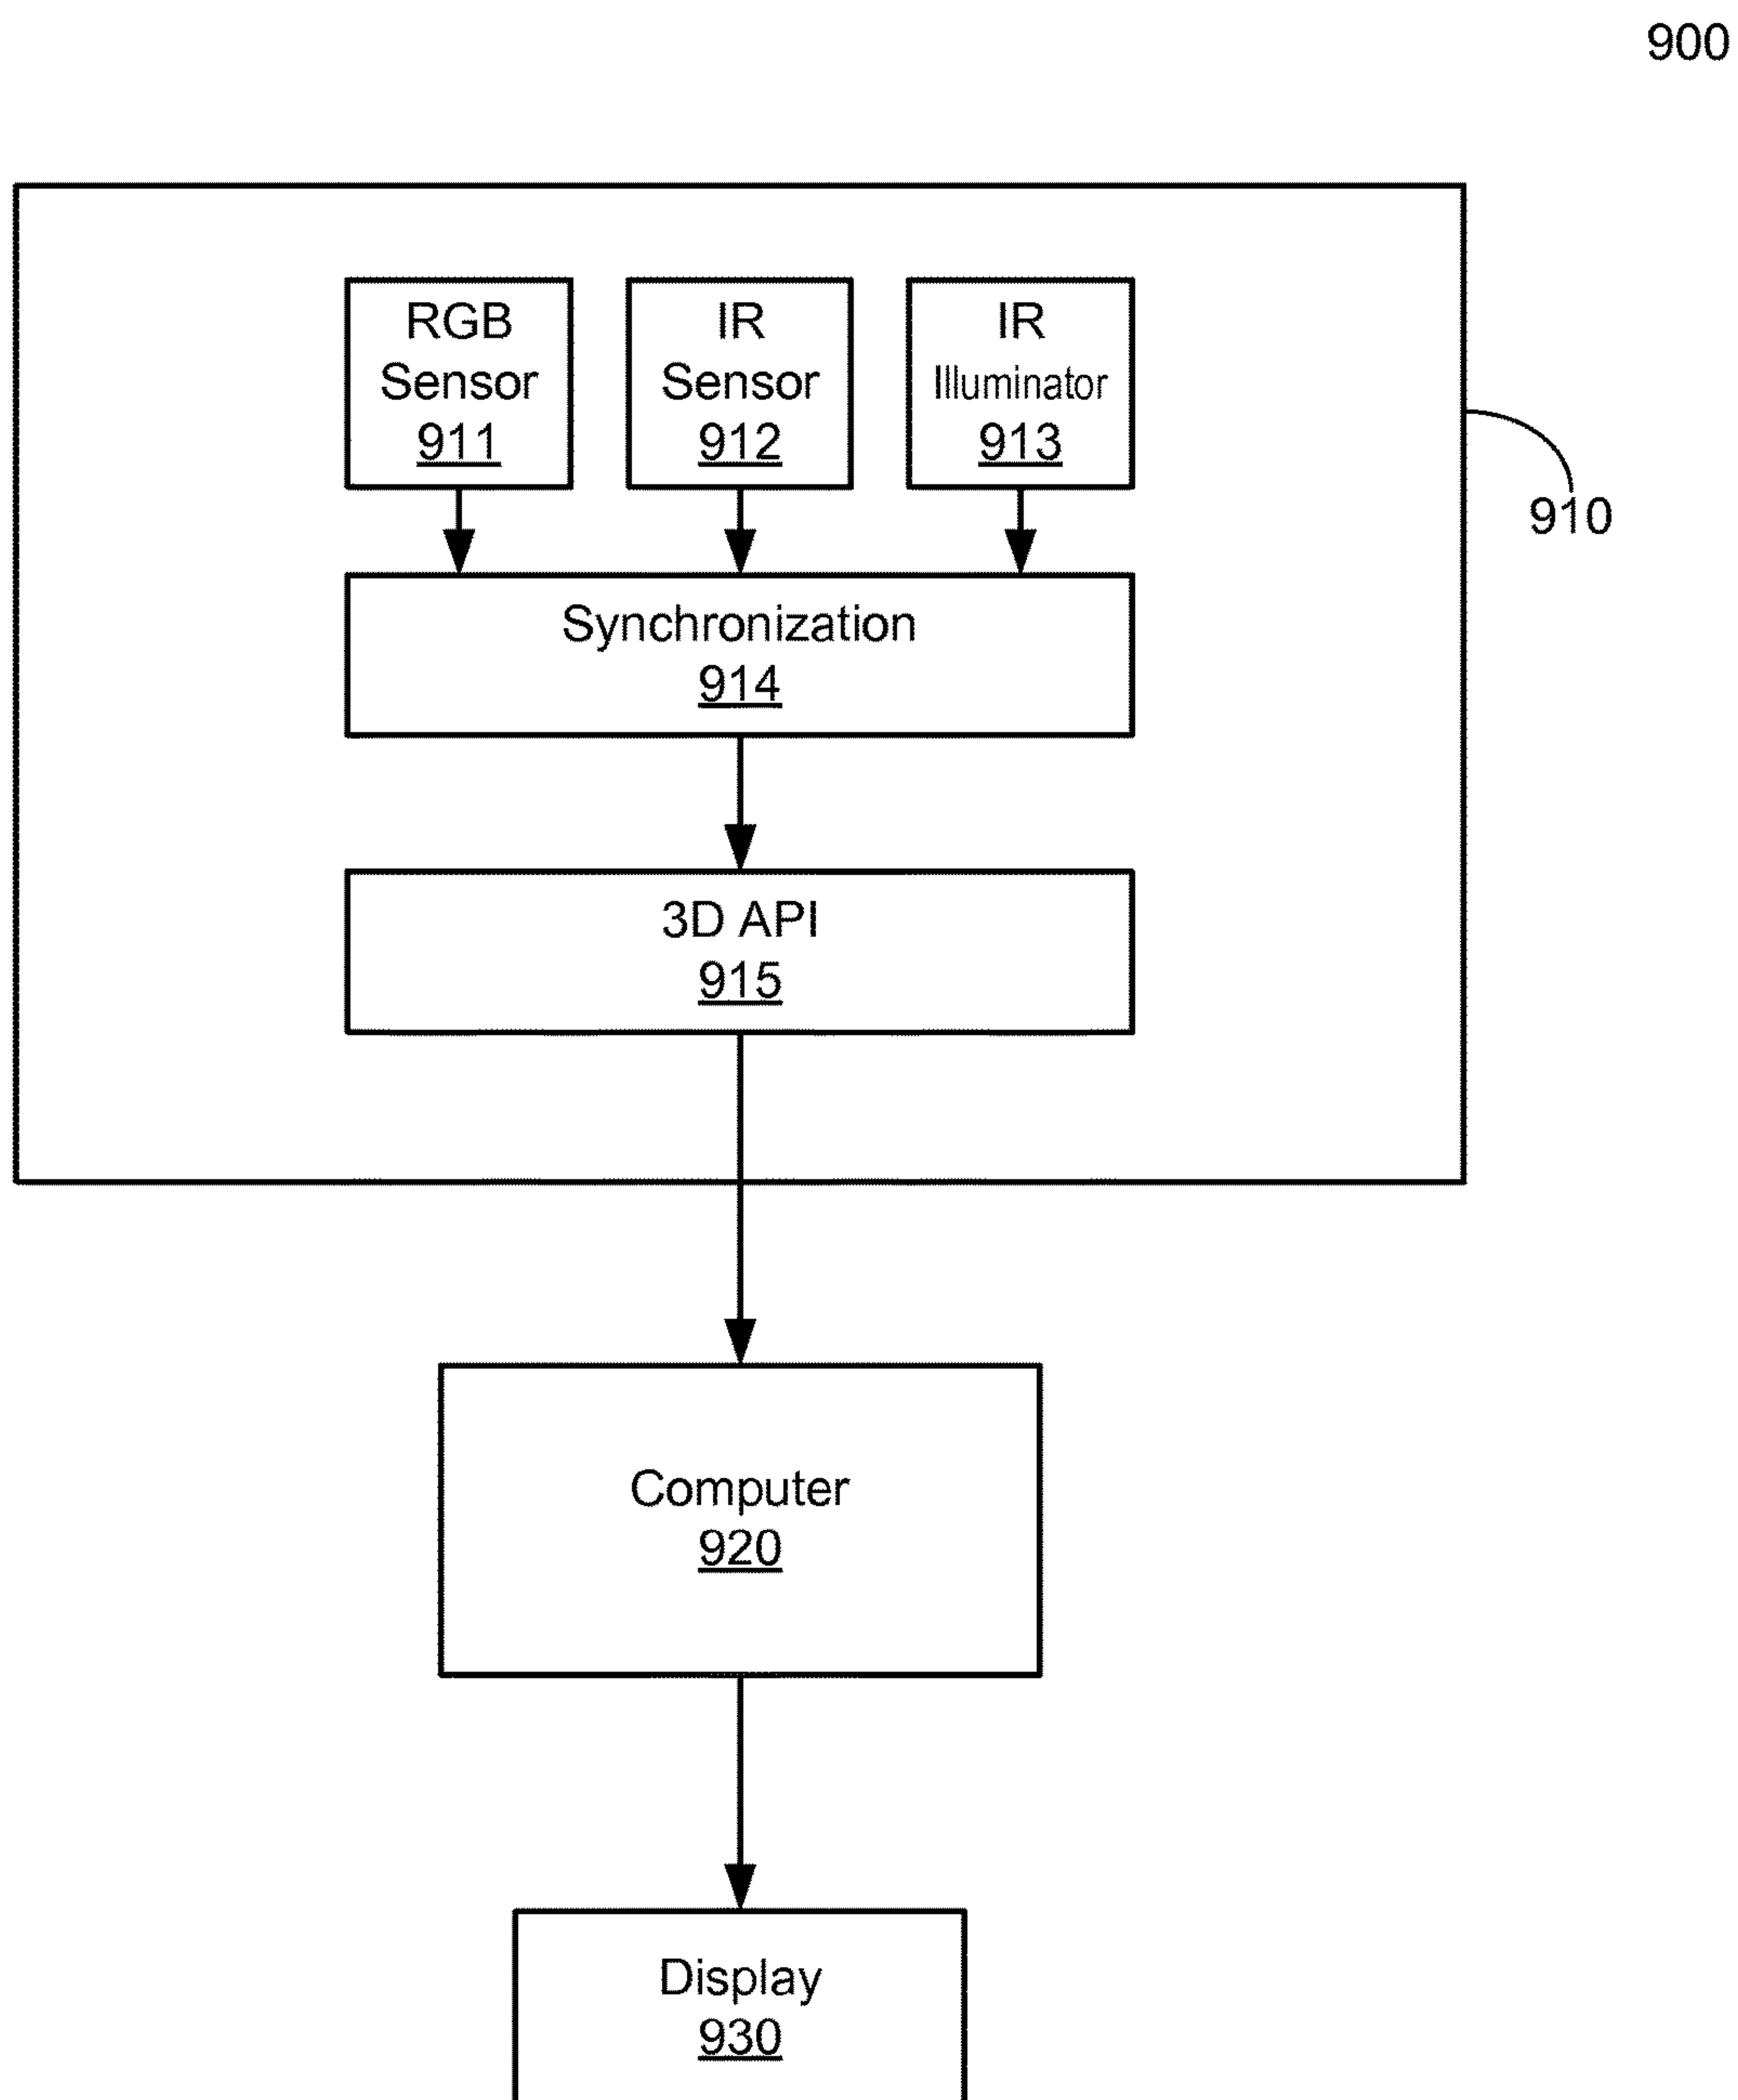 900
RGB
Sensor
911
IR
Sensor
912
IR
Illuminator
913
910
Synchronization
914
3D API
915
Computer
920
Display
930